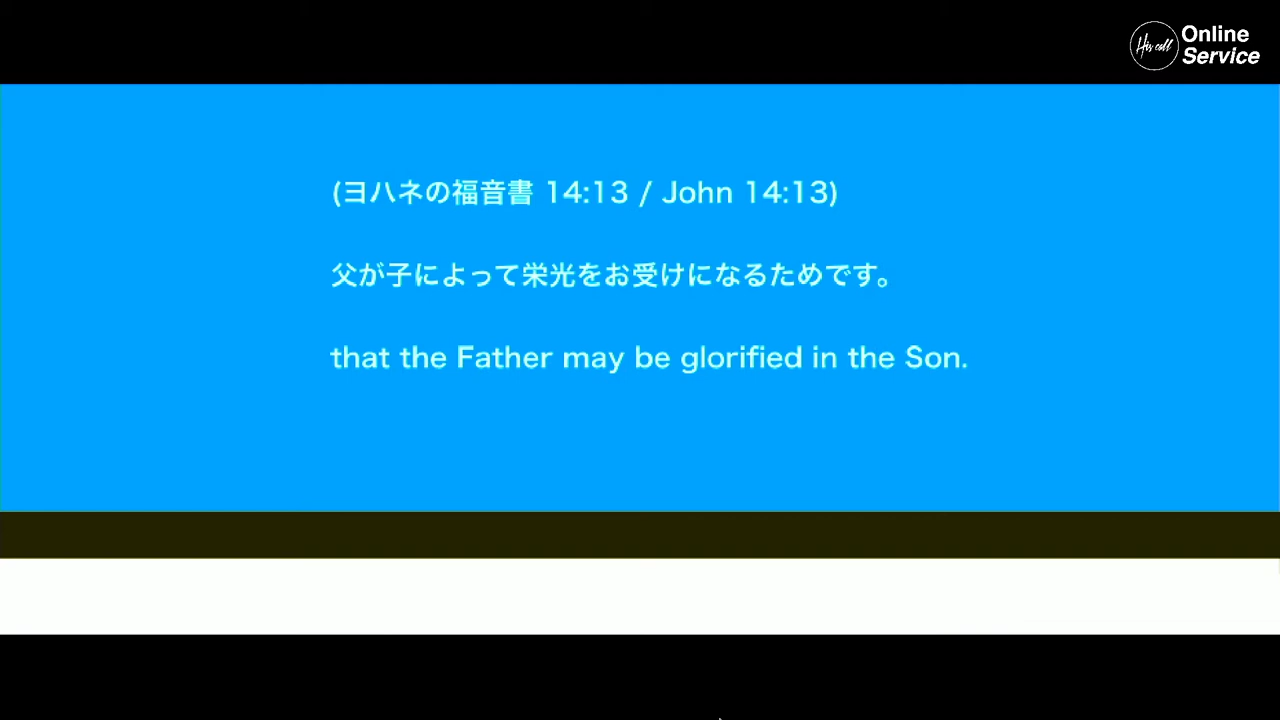 His call
Online
Service
(ヨハネの福音書 14:13 / John 14:13)
父が子によって栄光をお受けになるためです。
that the Father may be glorified in the Son.